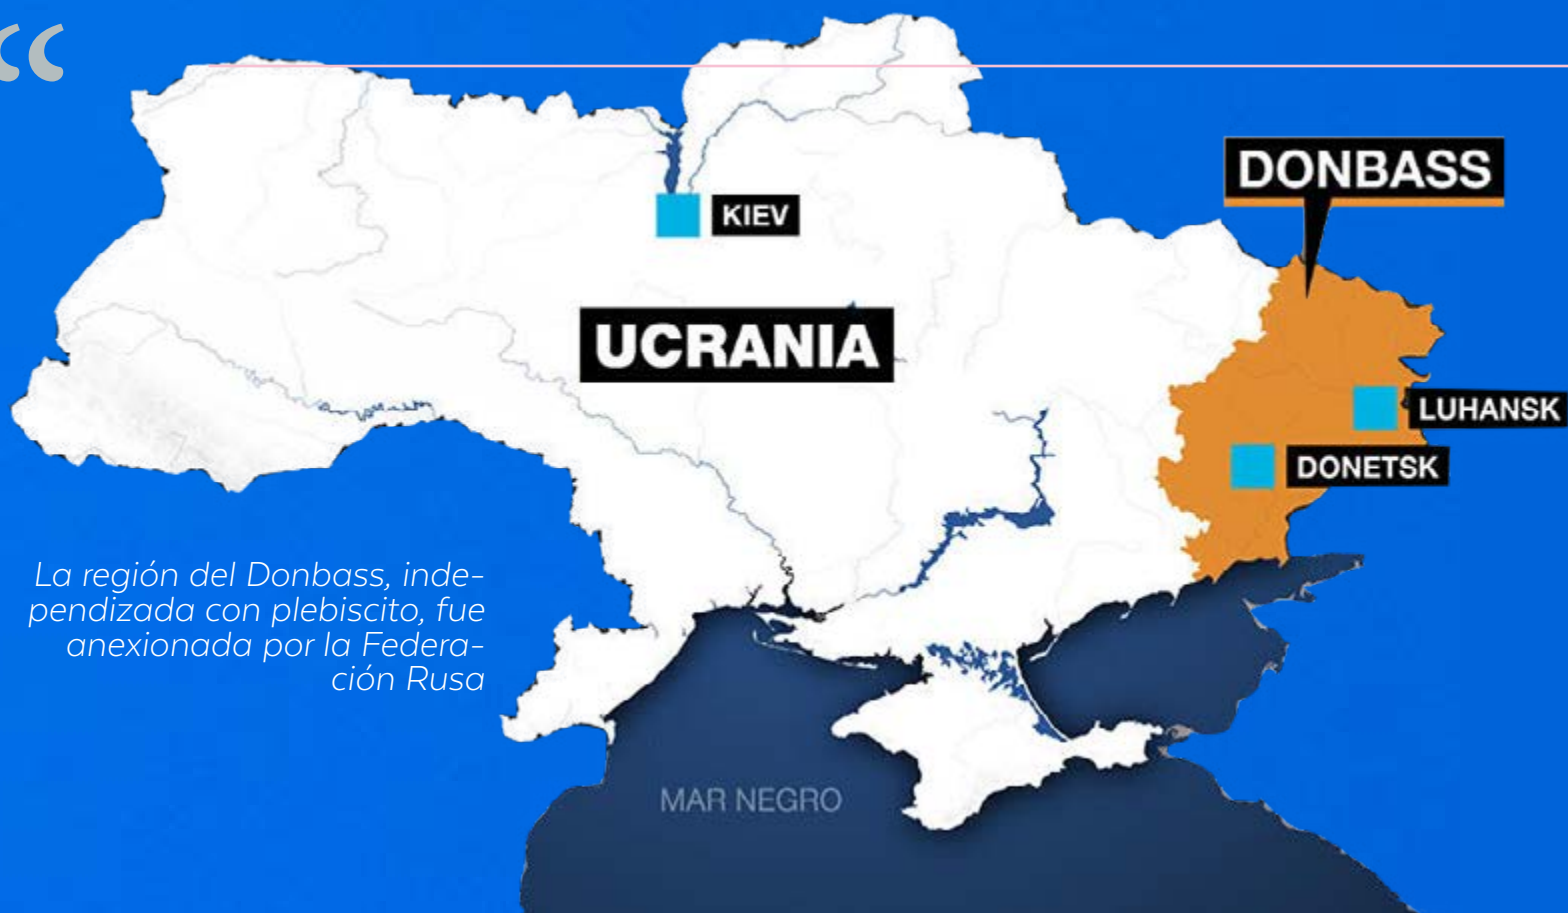 “
KIEV
DONBASS
UCRANIA
LUHANSK
DONETSK
La región del Donbass, inde-
pendizada con plebiscito, fue
anexionada por la Federa-
ción Rusa
MAR NEGRO